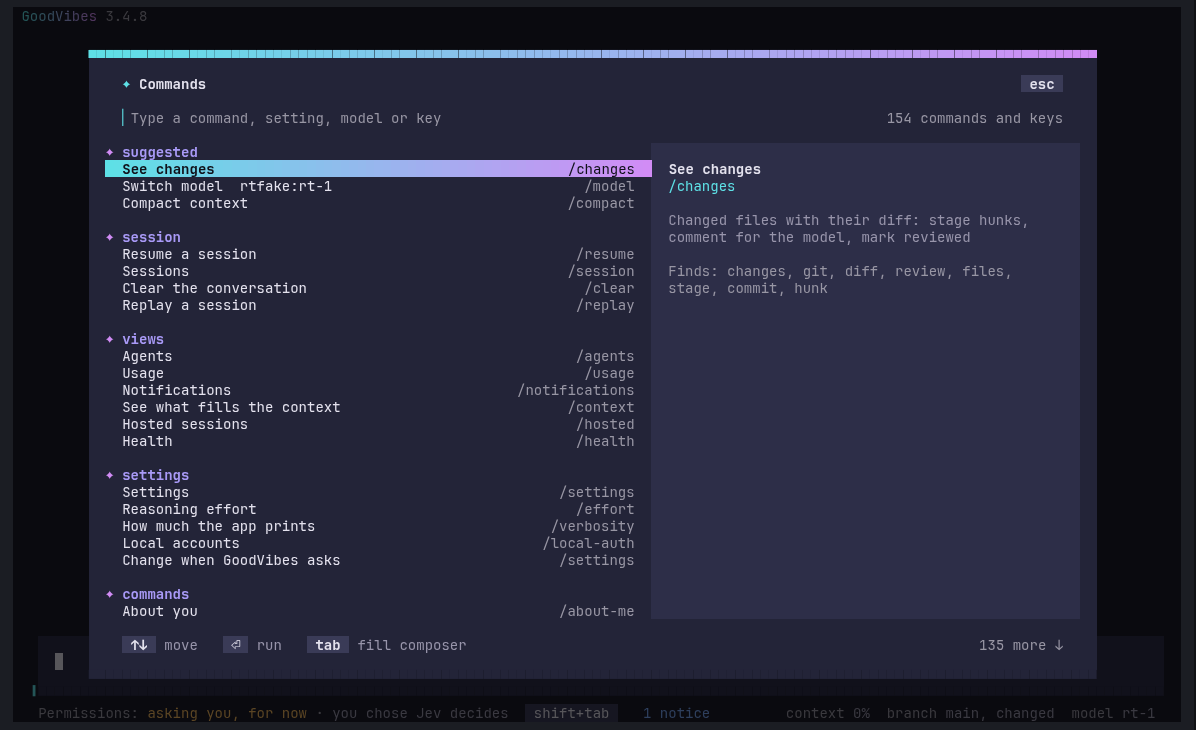 GoodVibes 3.4.8
✦ Commands esc
Type a command, setting, model or key 154 commands and keys
✦ suggested
See changes /changes
Switch model rtfake:rt-1 /model
Compact context /compact
✦ session
Resume a session /resume
Sessions /session
Clear the conversation /clear
Replay a session /replay
✦ views
Agents /agents
Usage /usage
Notifications /notifications
See what fills the context /context
Hosted sessions /hosted
Health /health
✦ settings
Settings /settings
Reasoning effort /effort
How much the app prints /verbosity
Local accounts /local-auth
Change when GoodVibes asks /settings
✦ commands
About you /about-me
See changes
/changes
Changed files with their diff: stage hunks,
comment for the model, mark reviewed
Finds: changes, git, diff, review, files,
stage, commit, hunk
↑↓ move ⏎ run tab fill composer 135 more ↓
Permissions: asking you, for now · you chose Jev decides shift+tab 1 notice context 0% branch main, changed model rt-1